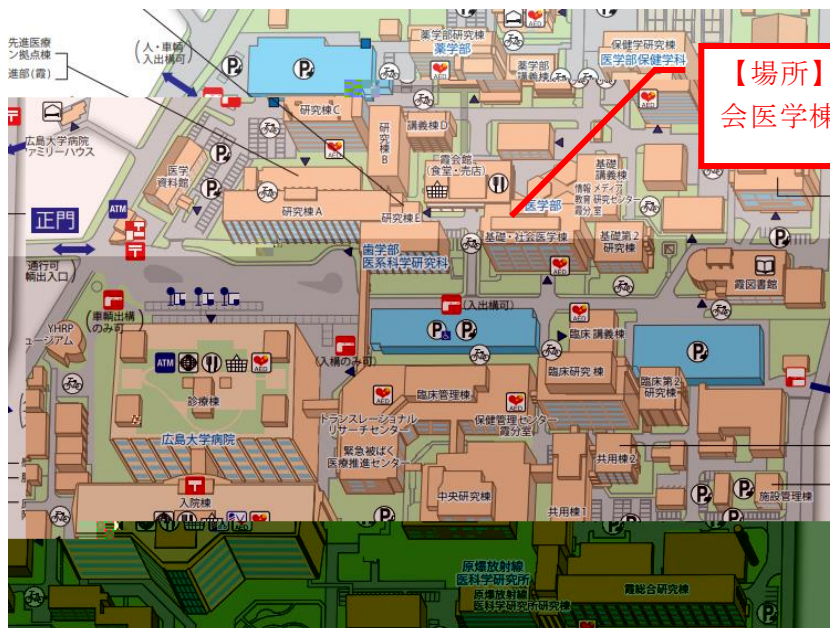 先進医療
ン拠点棟
進部(霞)
(人・車輌
入出構可)
薬学部研究棟
薬学部
薬学部
講義棟
保健学研究棟
医学部保健学科
【場所】
会医学棟
広島大学病院
ァミリーハウス
研究棟C
研究棟B
講義棟D
医学
資料館
霞会館
(食堂・売店)
基礎
講義棟
情報メディア
教育研究センター
霞分室
正門
ATM
研究棟A
研究棟E
医学部
基礎・社会医学棟
基礎第2
研究棟
歯学部
医系科学研究科
霞図書館
通行可
輌出入口)
(車輌出構
のみ可)
(入出構可)
YHRP
ュージアム
(入構のみ可)
臨床講義棟
ATM
AED
診療棟
広島大学病院
臨床管理棟
臨床研究棟
臨床第2
研究棟
トランスレーショナル
リサーチセンター
保健管理センター
霞分室
緊急被ばく
医療推進センター
共用棟2
中央研究棟
共用棟1
施設管理棟
入院棟
原爆放射線
医科学研究所
原爆放射線
医科学研究所研究棟
霞総合研究棟